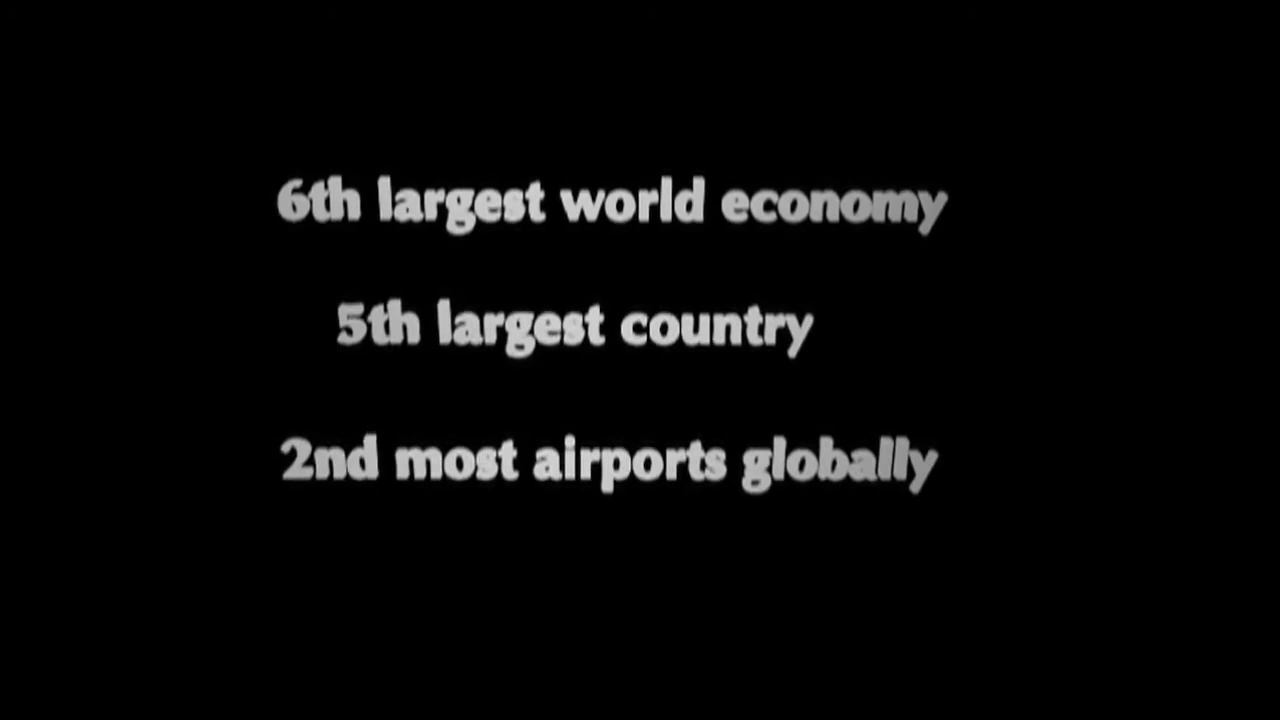 6th largest world economy
5th largest country
2nd most airports globally